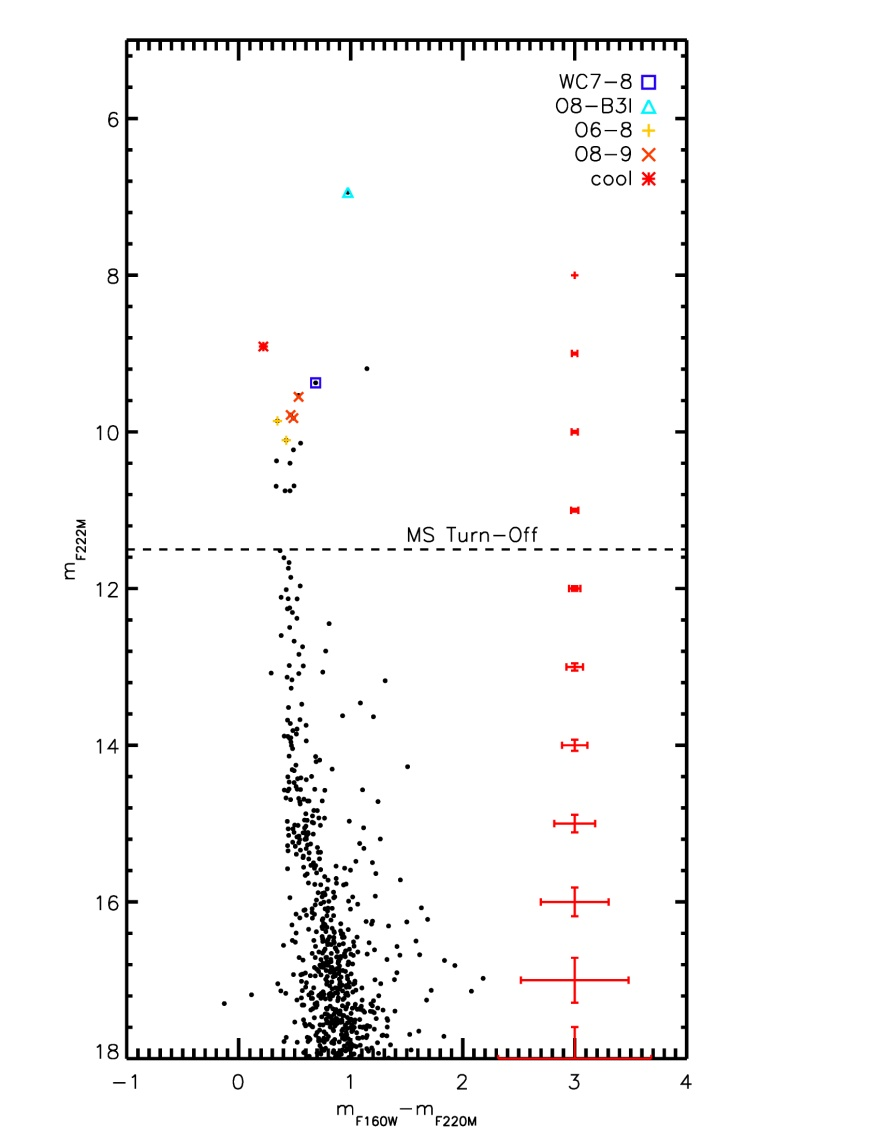 WC7-8
O8-B3I
O6-8
O8-9
cool
6
8
10
12
14
16
18
MS Turn-Off
m_F222M
-1 0 1 2 3 4
m_F160W-m_F220M